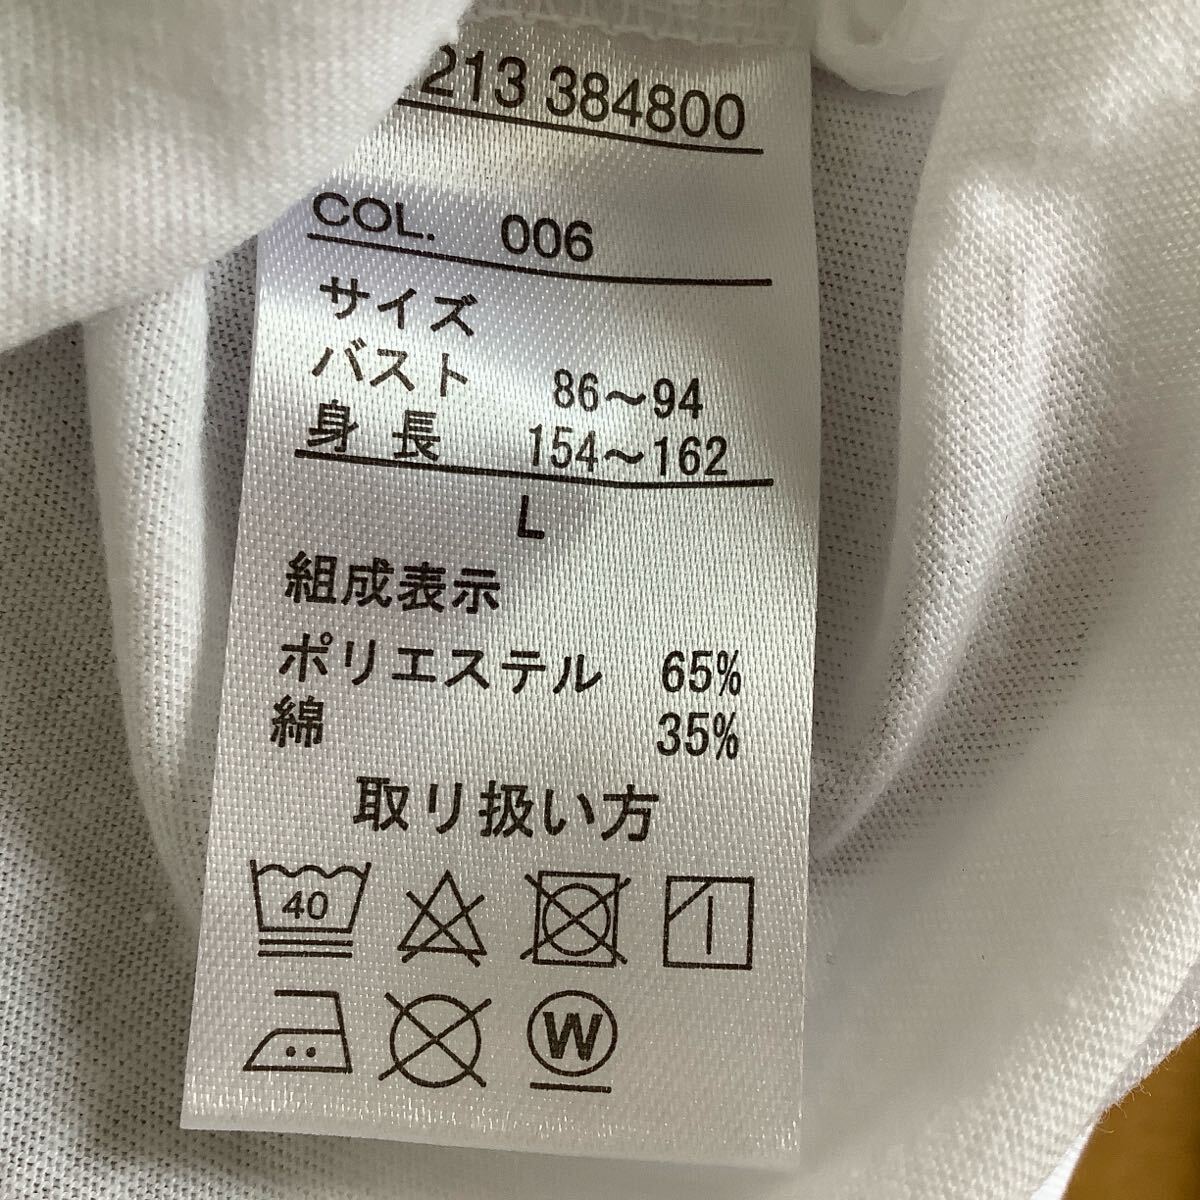 213 384800
COL. 006
サイズ
バスト 86～94
身長 154～162
L
組成表示
ポリエステル 65%
綿 35%
取り扱い方
40
W